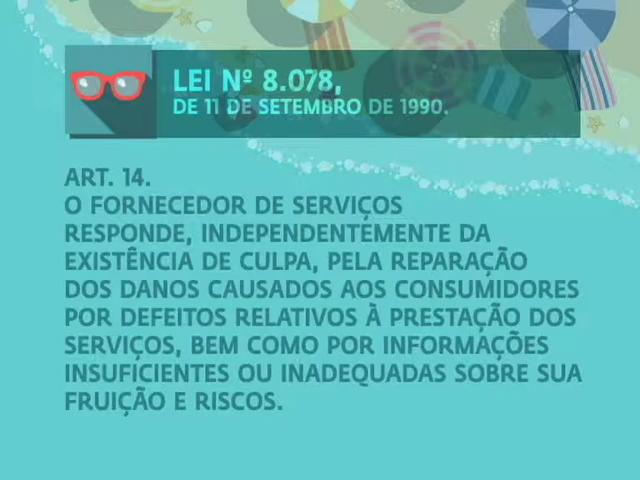 LEI Nº 8.078,
DE 11 DE SETEMBRO DE 1990.
ART. 14.
O FORNECEDOR DE SERVIÇOS
RESPONDE, INDEPENDENTEMENTE DA
EXISTÊNCIA DE CULPA, PELA REPARAÇÃO
DOS DANOS CAUSADOS AOS CONSUMIDORES
POR DEFEITOS RELATIVOS À PRESTAÇÃO DOS
SERVIÇOS, BEM COMO POR INFORMAÇÕES
INSUFICIENTES OU INADEQUADAS SOBRE SUA
FRUIÇÃO E RISCOS.